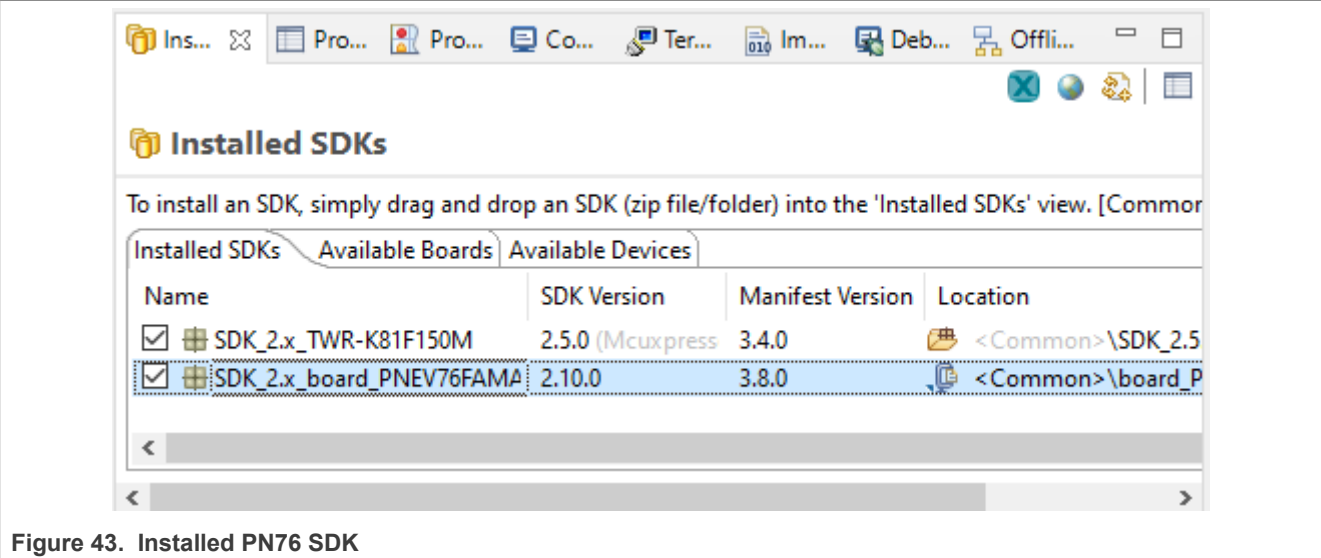 Ins... Pro... Pro... Co... Ter... Im... Deb... Offli...
Installed SDKs
To install an SDK, simply drag and drop an SDK (zip file/folder) into the 'Installed SDKs' view. [Common
Installed SDKs Available Boards Available Devices
Name SDK Version Manifest Version Location
SDK_2.x_TWR-K81F150M 2.5.0 (Mcuxpress 3.4.0 <Common>\SDK_2.5
SDK_2.x_board_PNEV76FAMA 2.10.0 3.8.0 <Common>\board_P
Figure 43. Installed PN76 SDK